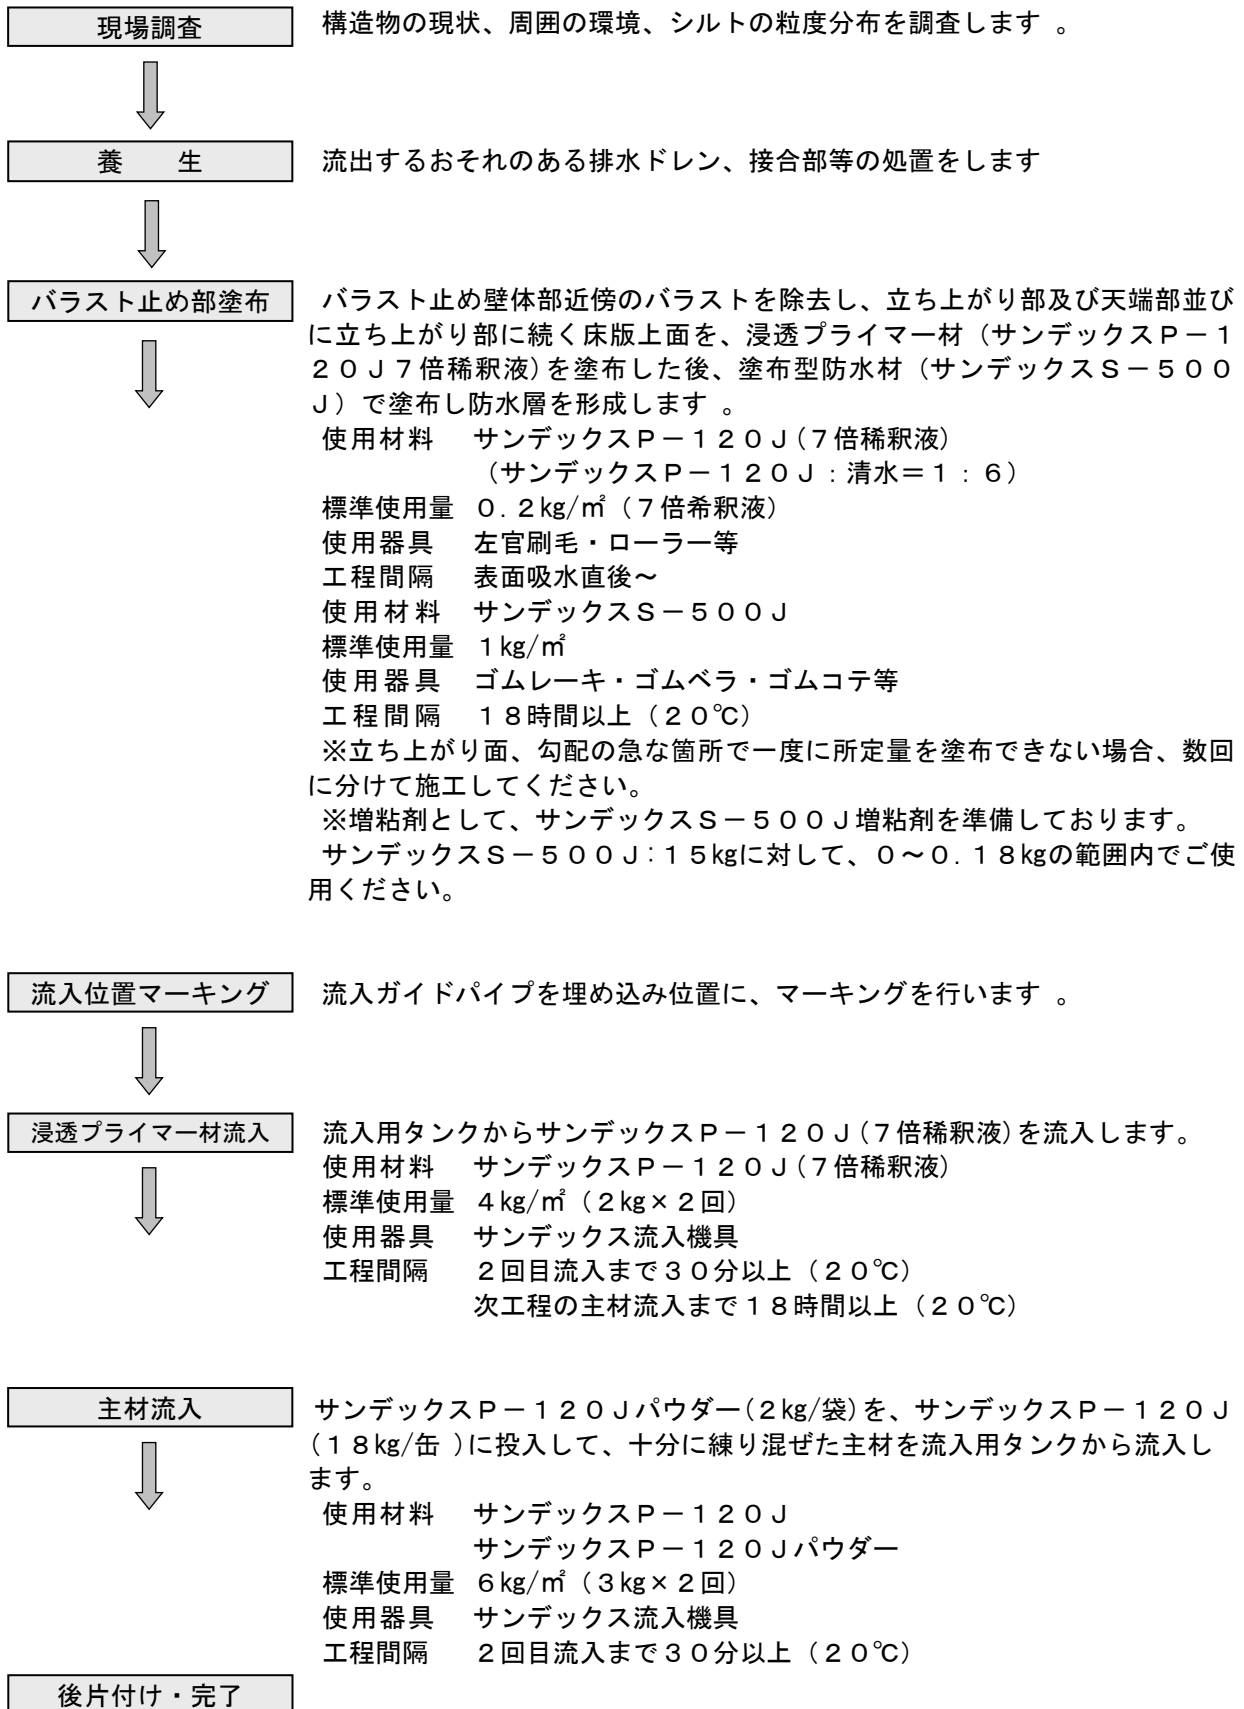 現場調査
構造物の現状、周囲の環境、シルトの粒度分布を調査します 。
養　　生
流出するおそれのある排水ドレン、接合部等の処置をします
バラスト止め部塗布
バラスト止め壁体部近傍のバラストを除去し、立ち上がり部及び天端部並び
に立ち上がり部に続く床版上面を、浸透プライマー材（サンデックスＰ－１
２０Ｊ７倍稀釈液）を塗布した後、塗布型防水材（サンデックスＳ－５００
Ｊ）で塗布し防水層を形成します 。
使用材料　サンデックスＰ－１２０Ｊ（７倍稀釈液）
（サンデックスＰ－１２０Ｊ：清水＝１：６）
標準使用量　０．２㎏/㎡（７倍希釈液）
使用器具　左官刷毛・ローラー等
工程間隔　表面吸水直後～
使用材料　サンデックスＳ－５００Ｊ
標準使用量　１㎏/㎡
使用器具　ゴムレーキ・ゴムベラ・ゴムコテ等
工程間隔　１８時間以上（２０℃）
※立ち上がり面、勾配の急な箇所で一度に所定量を塗布できない場合、数回
に分けて施工してください。
※増粘剤として、サンデックスＳ－５００Ｊ増粘剤を準備しております。
サンデックスＳ－５００Ｊ：１５㎏に対して、０～０．１８㎏の範囲内でご使
用ください。
流入位置マーキング
流入ガイドパイプを埋め込み位置に、マーキングを行います 。
浸透プライマー材流入
流入用タンクからサンデックスＰ－１２０Ｊ（７倍稀釈液）を流入します。
使用材料　サンデックスＰ－１２０Ｊ（７倍稀釈液）
標準使用量　４㎏/㎡（２㎏×２回）
使用器具　サンデックス流入機具
工程間隔　２回目流入まで３０分以上（２０℃）
次工程の主材流入まで１８時間以上（２０℃）
主材流入
サンデックスＰ－１２０Ｊパウダー（２㎏/袋）を、サンデックスＰ－１２０Ｊ
（１８㎏/缶 ）に投入して、十分に練り混ぜた主材を流入用タンクから流入し
ます。
使用材料　サンデックスＰ－１２０Ｊ
サンデックスＰ－１２０Ｊパウダー
標準使用量　６㎏/㎡（３㎏×２回）
使用器具　サンデックス流入機具
工程間隔　２回目流入まで３０分以上（２０℃）
後片付け・完了